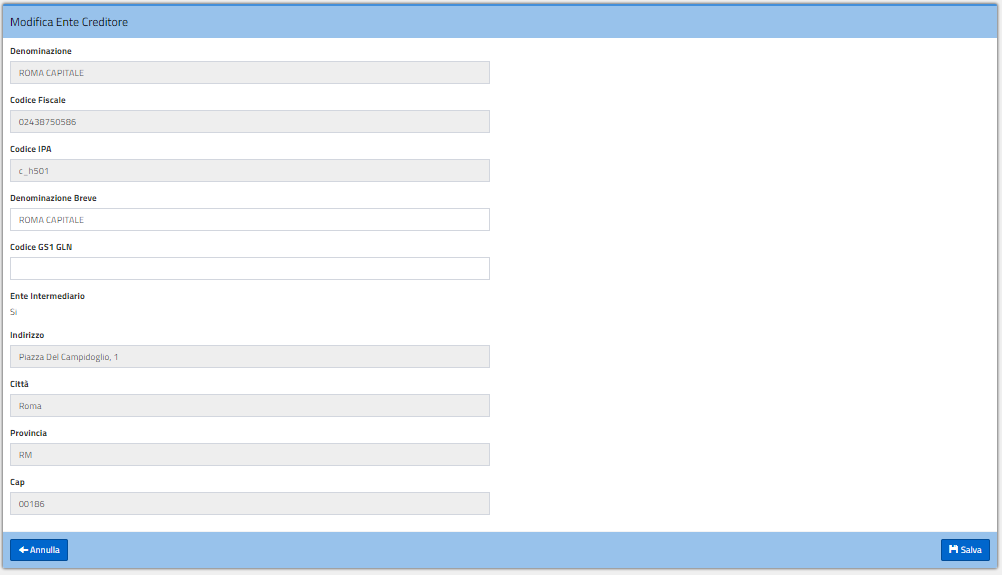 Modifica Ente Creditore
Denominazione
ROMA CAPITALE
Codice Fiscale
02438750586
Codice IPA
c_h501
Denominazione Breve
ROMA CAPITALE
Codice GS1 GLN
Ente Intermediario
Si
Indirizzo
Piazza Del Campidoglio, 1
Città
Roma
Provincia
RM
Cap
00186
Annulla
Salva